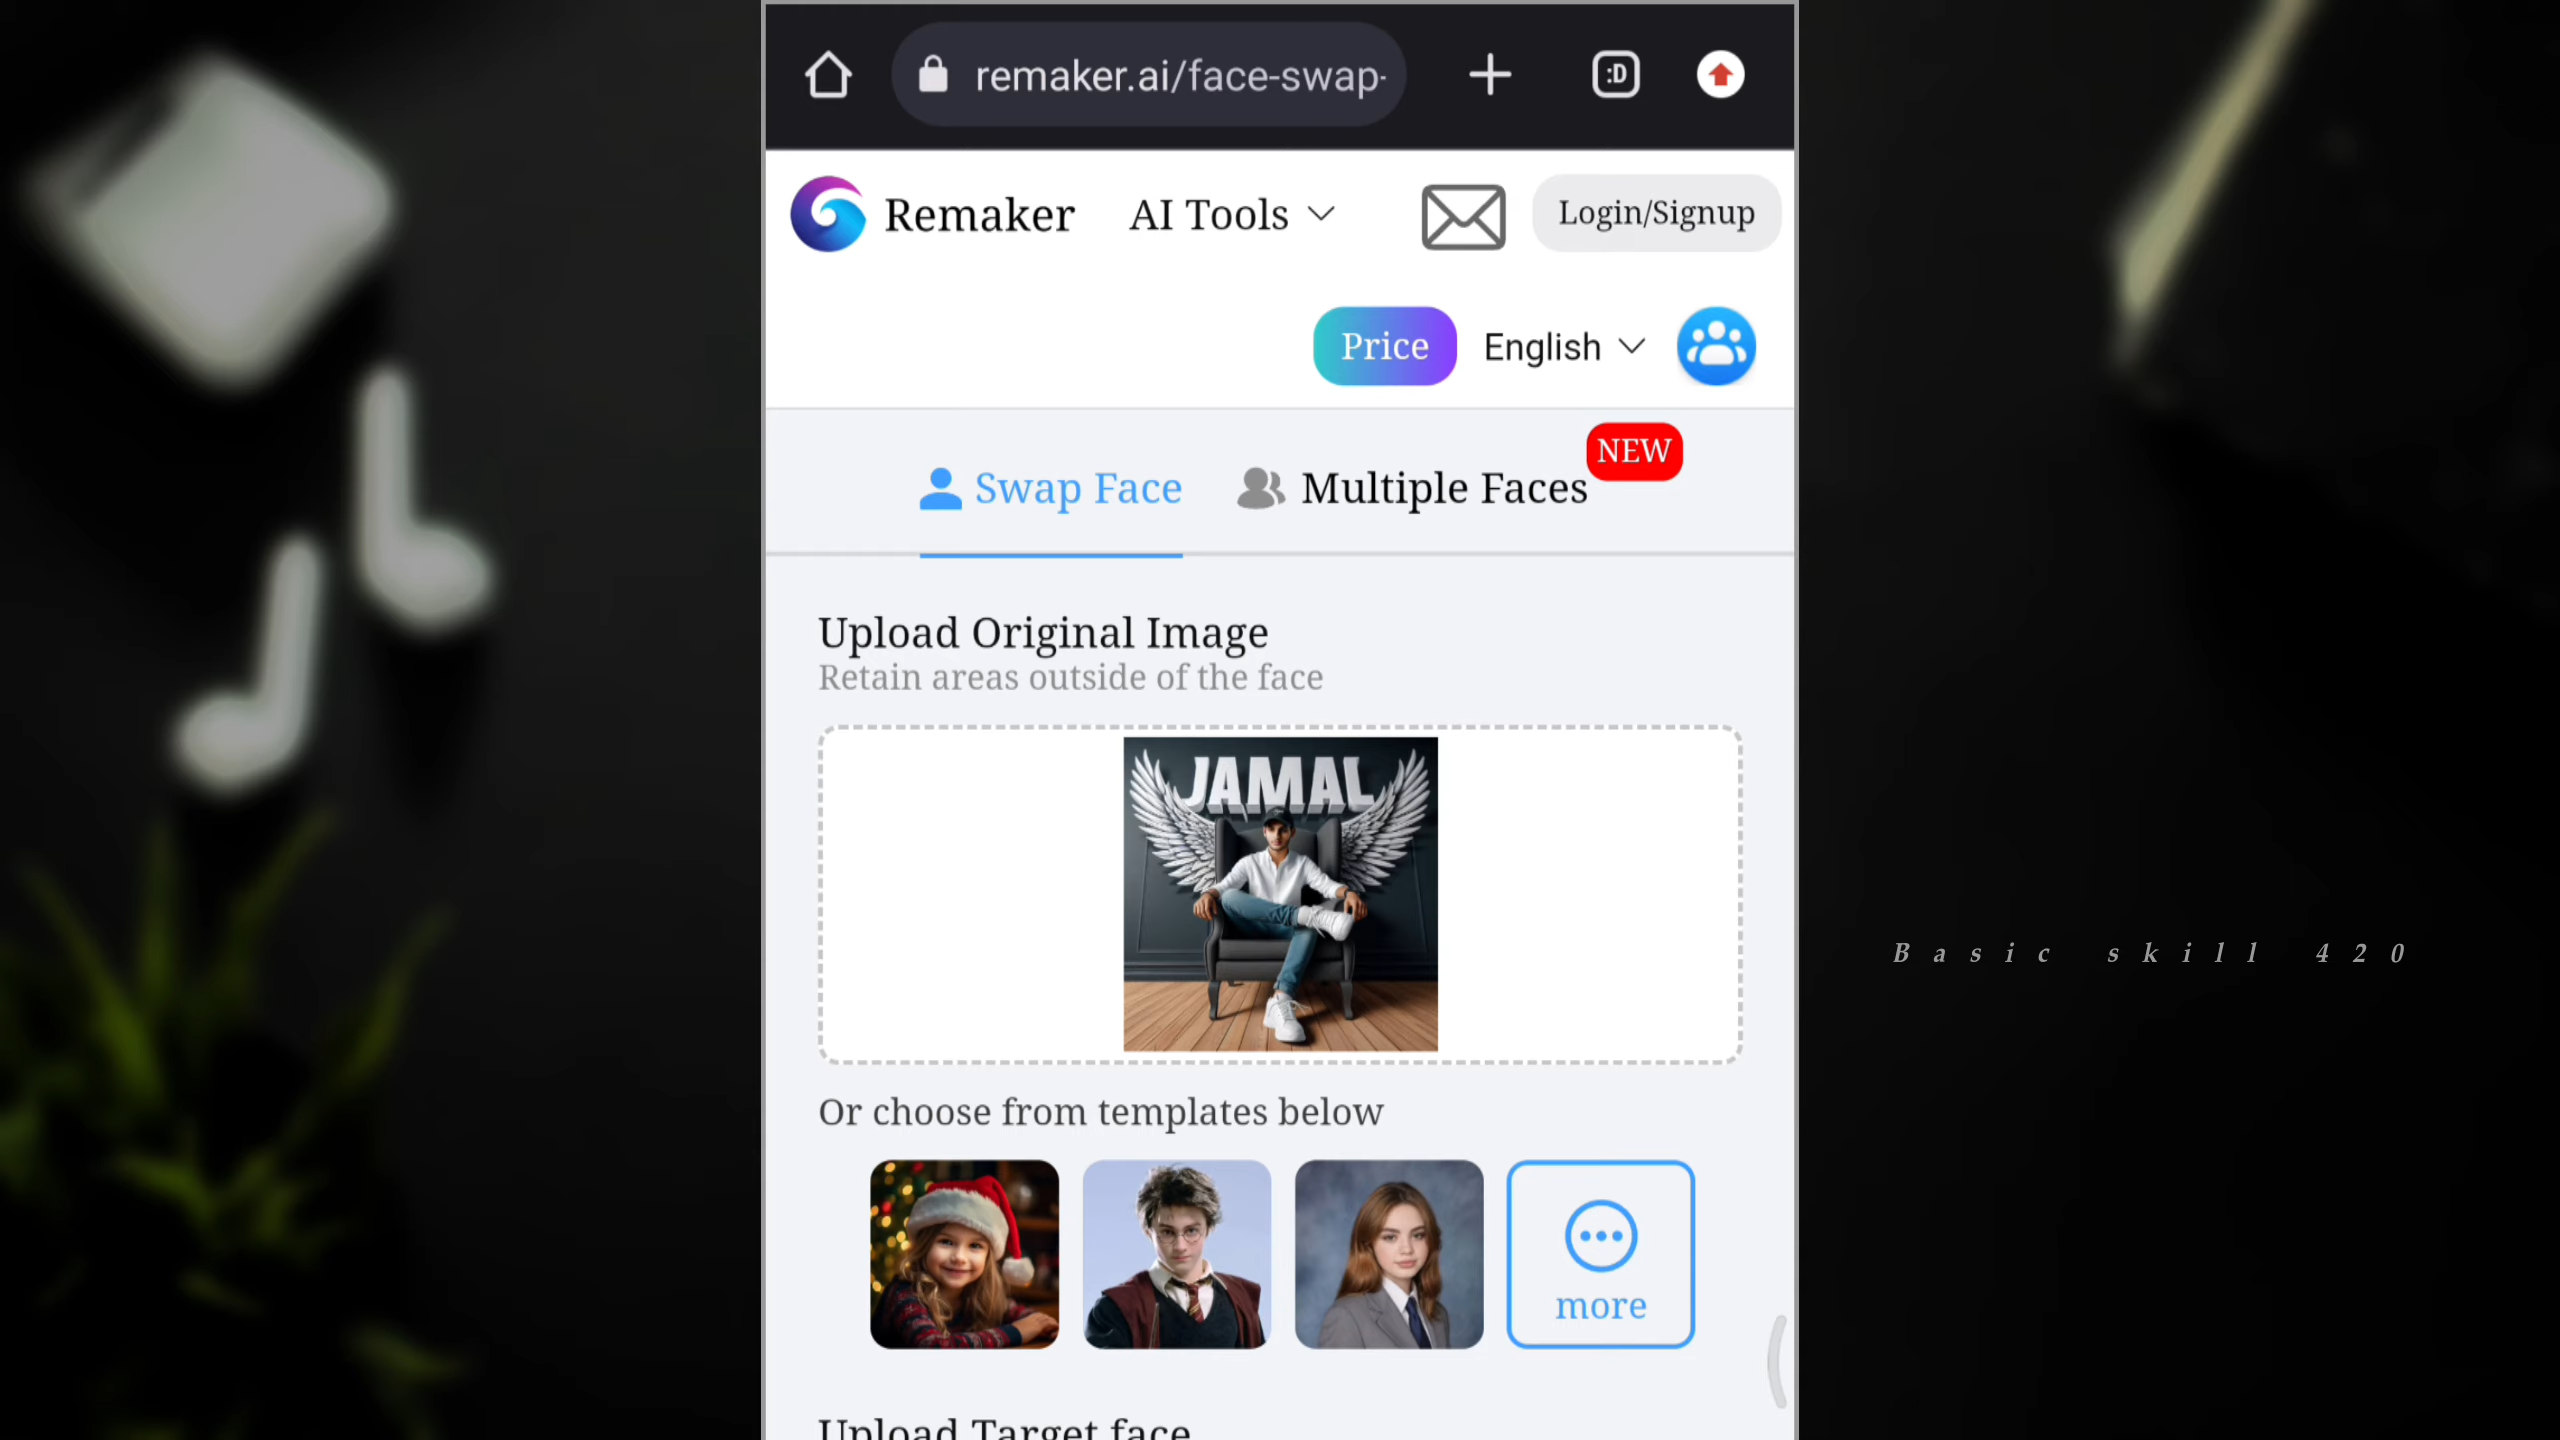 :D
remaker.ai/face-swap-
Remaker
AI Tools
Login/Signup
Price
English
NEW
Swap Face
Multiple Faces
Upload Original Image
Retain areas outside of the face
JAMAL
Basic skill 420
Or choose from templates below
more
Upload Target face